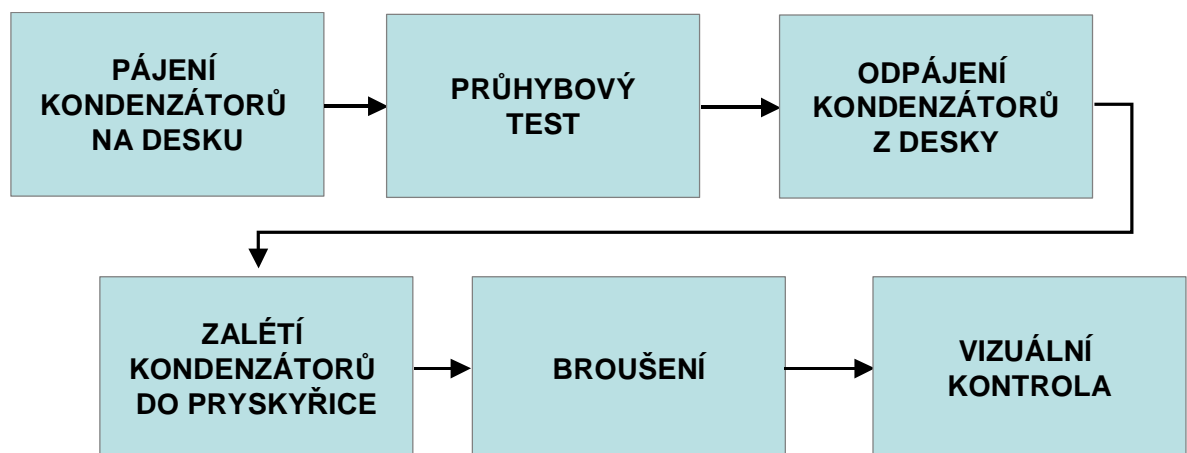 PÁJENÍ
KONDENZÁTORŮ
NA DESKU
PRŮHYBOVÝ
TEST
ODPÁJENÍ
KONDENZÁTORŮ
Z DESKY
ZALÉTÍ
KONDENZÁTORŮ
DO PRYSKYŘICE
BROUŠENÍ
VIZUÁLNÍ
KONTROLA